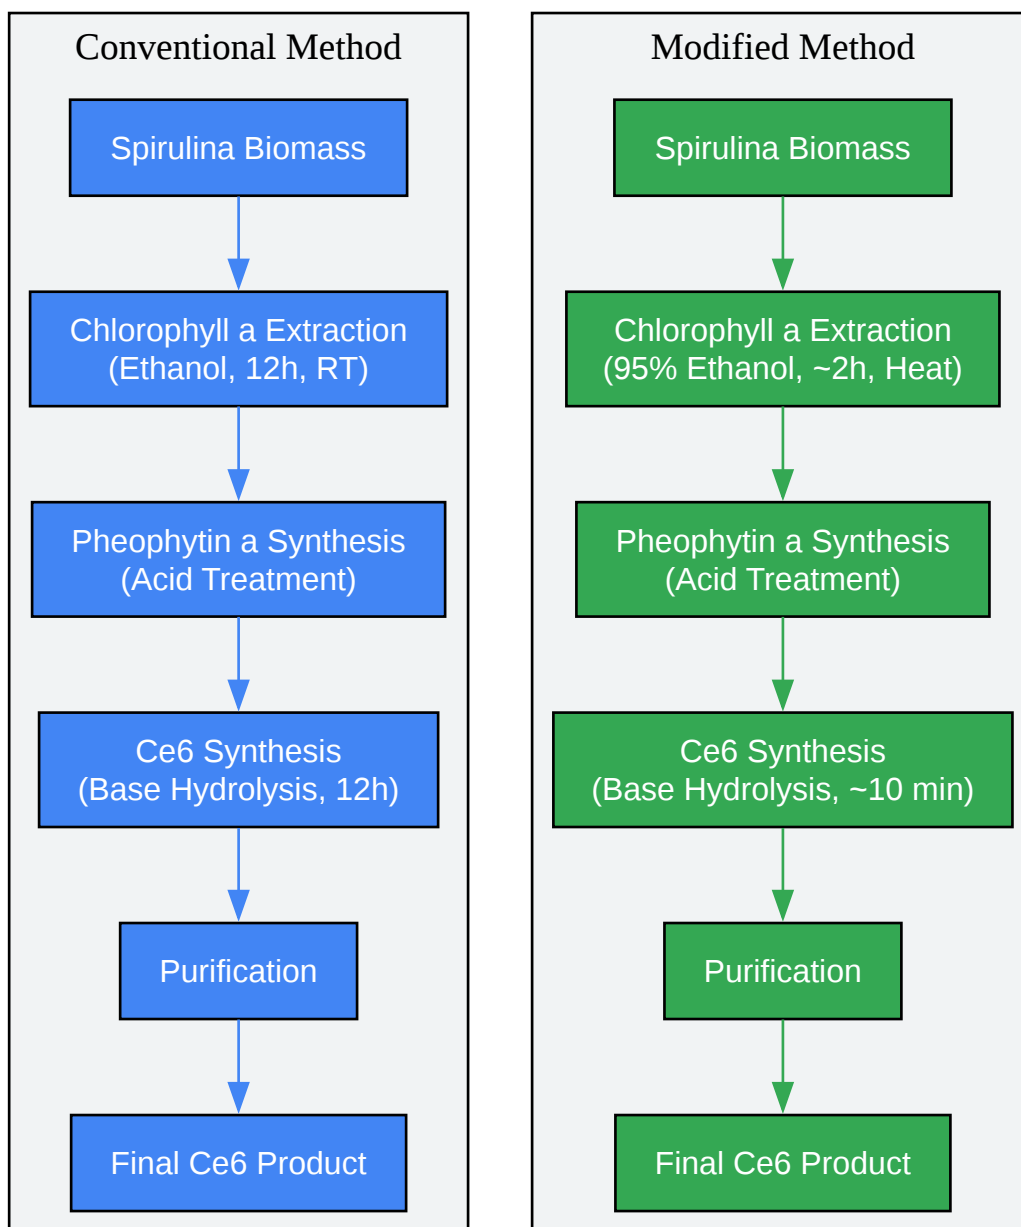 Conventional Method
Spirulina Biomass
Chlorophyll a Extraction
(Ethanol, 12h, RT)
Pheophytin a Synthesis
(Acid Treatment)
Ce6 Synthesis
(Base Hydrolysis, 12h)
Purification
Final Ce6 Product
Modified Method
Spirulina Biomass
Chlorophyll a Extraction
(95% Ethanol, ~2h, Heat)
Pheophytin a Synthesis
(Acid Treatment)
Ce6 Synthesis
(Base Hydrolysis, ~10 min)
Purification
Final Ce6 Product